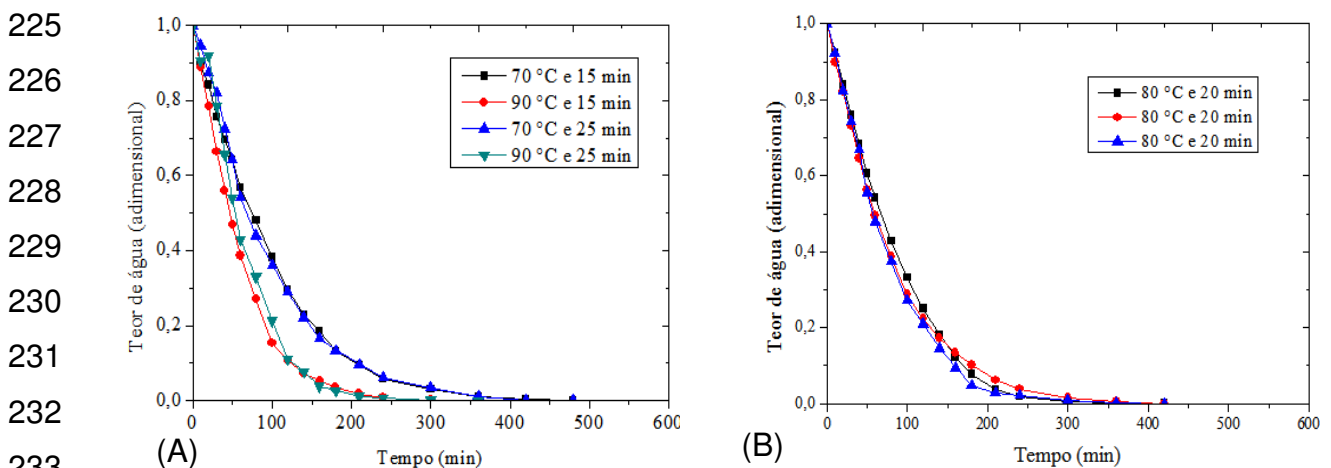 225
226
227
228
229
230
231
232
233
Teor de água (adimensional)
1,0
0,8
0,6
0,4
0,2
0,0
70 °C e 15 min
90 °C e 15 min
70 °C e 25 min
90 °C e 25 min
0 100 200 300 400 500 600
Tempo (min)
(A)
Teor de água (adimensional)
1,0
0,8
0,6
0,4
0,2
0,0
80 °C e 20 min
80 °C e 20 min
80 °C e 20 min
0 100 200 300 400 500 600
Tempo (min)
(B)